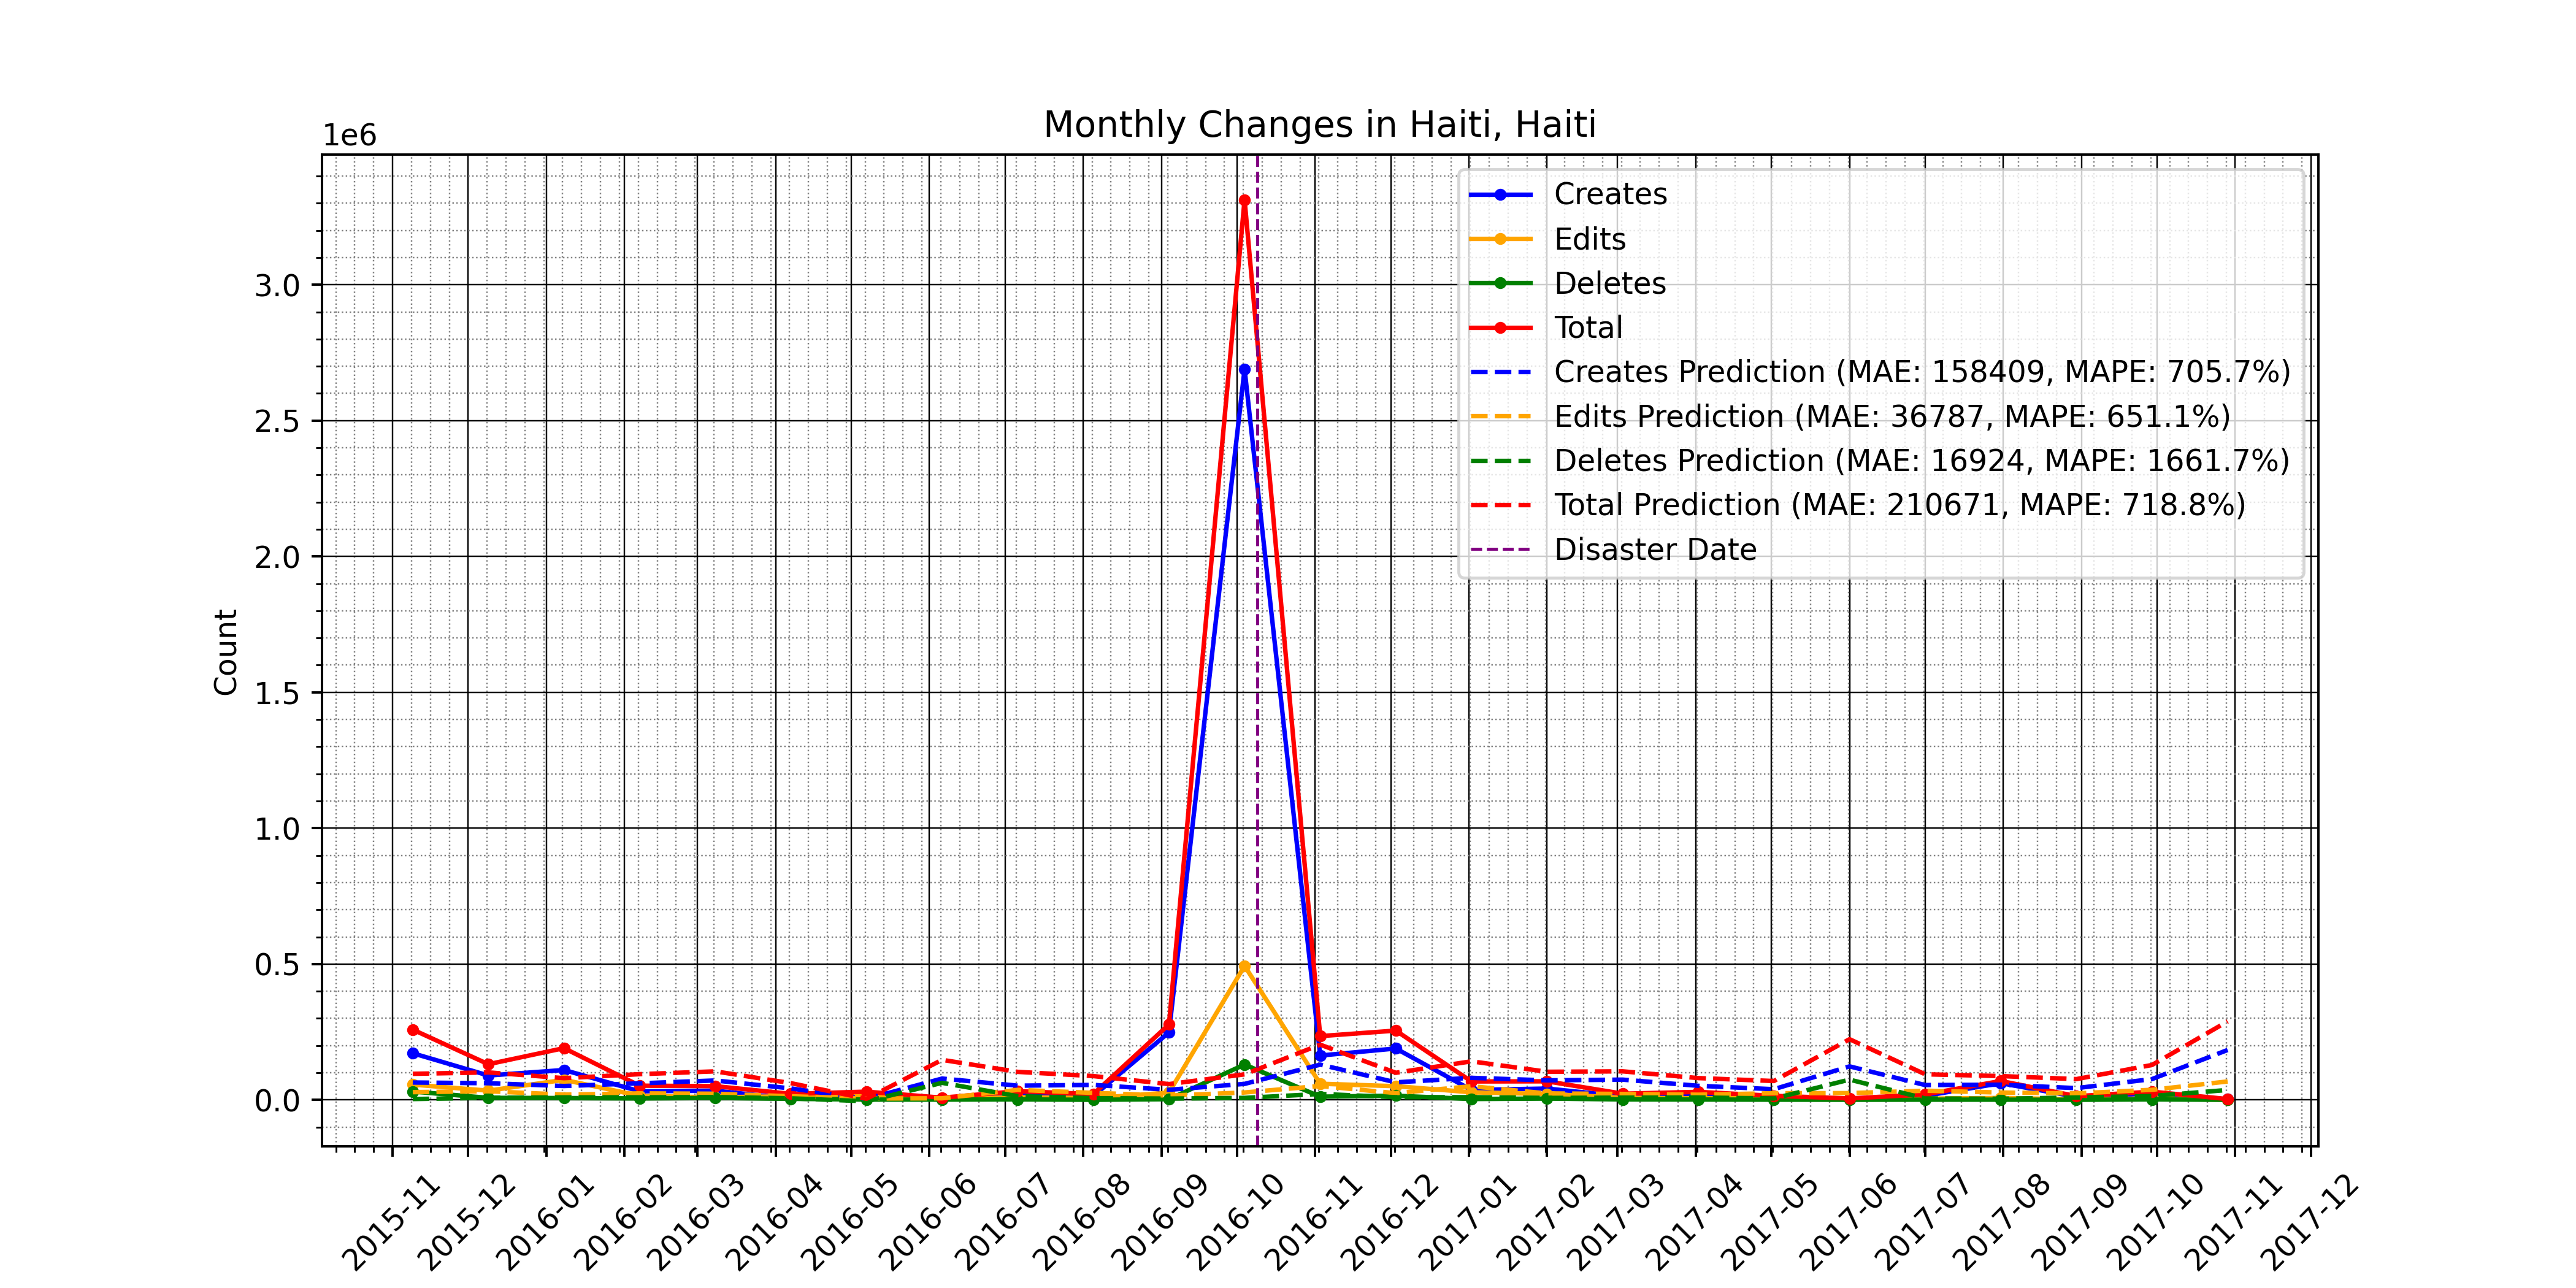 Monthly Changes in Haiti, Haiti
1e6
3.0
2.5
2.0
1.5
1.0
0.5
0.0
Count
Creates
Edits
Deletes
Total
Creates Prediction (MAE: 158409, MAPE: 705.7%)
Edits Prediction (MAE: 36787, MAPE: 651.1%)
Deletes Prediction (MAE: 16924, MAPE: 1661.7%)
Total Prediction (MAE: 210671, MAPE: 718.8%)
Disaster Date
2015-11
2015-12
2016-01
2016-02
2016-03
2016-04
2016-05
2016-06
2016-07
2016-08
2016-09
2016-10
2016-11
2016-12
2017-01
2017-02
2017-03
2017-04
2017-05
2017-06
2017-07
2017-08
2017-09
2017-10
2017-11
2017-12